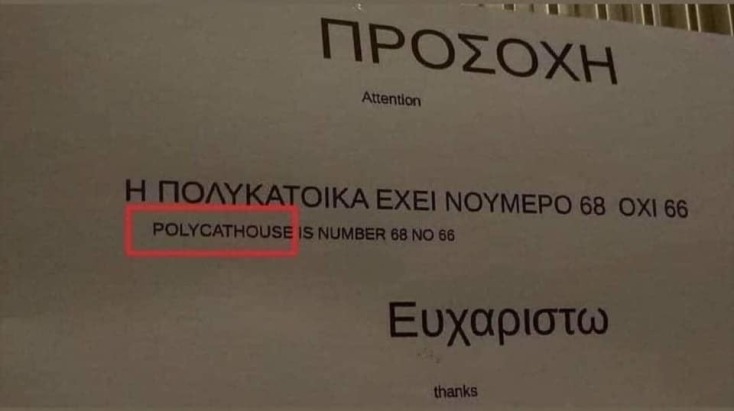 ΠΡΟΣΟΧΗ
Attention
Η ΠΟΛΥΚΑΤΟΙΚΑ ΕΧΕΙ ΝΟΥΜΕΡΟ 68 ΟΧΙ 66
POLYCATHOUSE IS NUMBER 68 NO 66
Ευχαριστω
thanks